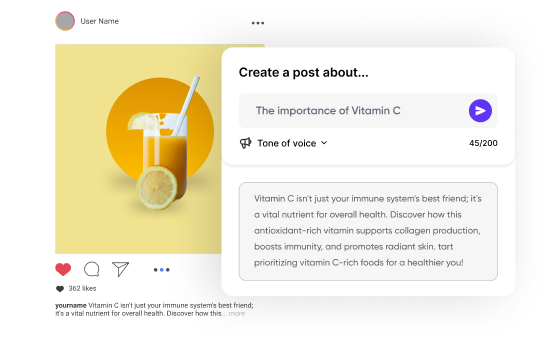 User Name
Create a post about...
The importance of Vitamin C
Tone of voice
45/200
Vitamin C isn't just your immune system's best friend; it's
a vital nutrient for overall health. Discover how this
antioxidant-rich vitamin supports collagen production,
boosts immunity, and promotes radiant skin. tart
prioritizing vitamin C-rich foods for a healthier you!
362 likes
yourname Vitamin C isn't just your immune system's best friend;
it's a vital nutrient for overall health. Discover how this... more